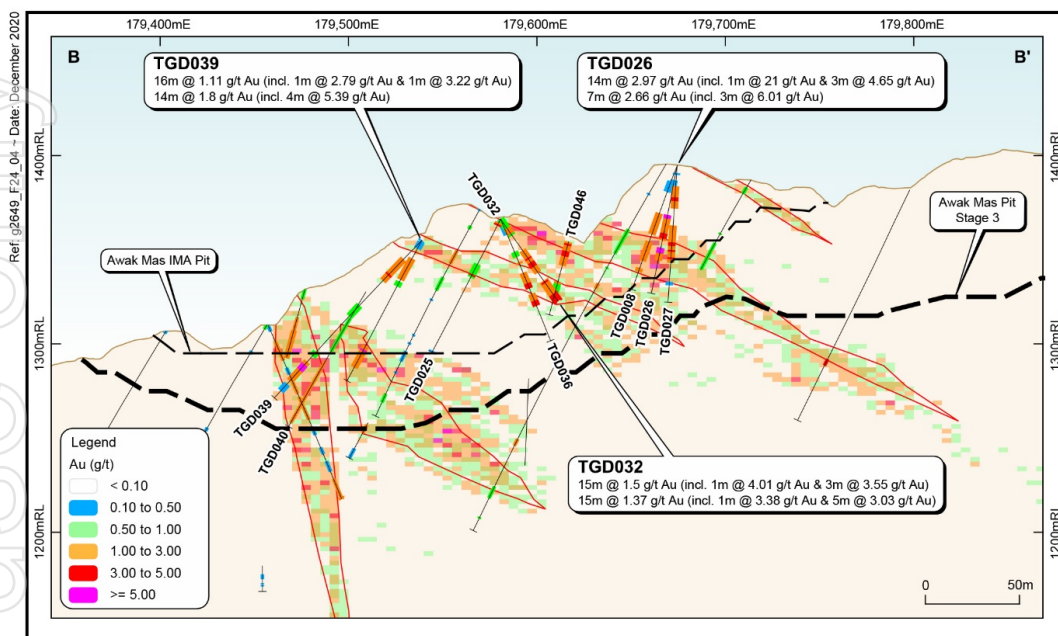 179,400mE
179,500mE
179,600mE
179,700mE
179,800mE
Ref: g2649_F24_04 ~ Date: December 2020
B
B'
TGD039
16m @ 1.11 g/t Au (incl. 1m @ 2.79 g/t Au & 1m @ 3.22 g/t Au)
14m @ 1.8 g/t Au (incl. 4m @ 5.39 g/t Au)
TGD026
14m @ 2.97 g/t Au (incl. 1m @ 21 g/t Au & 3m @ 4.65 g/t Au)
7m @ 2.66 g/t Au (incl. 3m @ 6.01 g/t Au)
1400mRL
1400mRL
TGD032
TGD046
Awak Mas Pit
Stage 3
Awak Mas IMA Pit
1300mRL
1300mRL
TGD008
TGD026
TGD027
TGD036
TGD025
TGD039
TGD040
TGD032
15m @ 1.5 g/t Au (incl. 1m @ 4.01 g/t Au & 3m @ 3.55 g/t Au)
15m @ 1.37 g/t Au (incl. 1m @ 3.38 g/t Au & 5m @ 3.03 g/t Au)
Legend
Au (g/t)
< 0.10
0.10 to 0.50
0.50 to 1.00
1.00 to 3.00
3.00 to 5.00
>= 5.00
1200mRL
1200mRL
0
50m